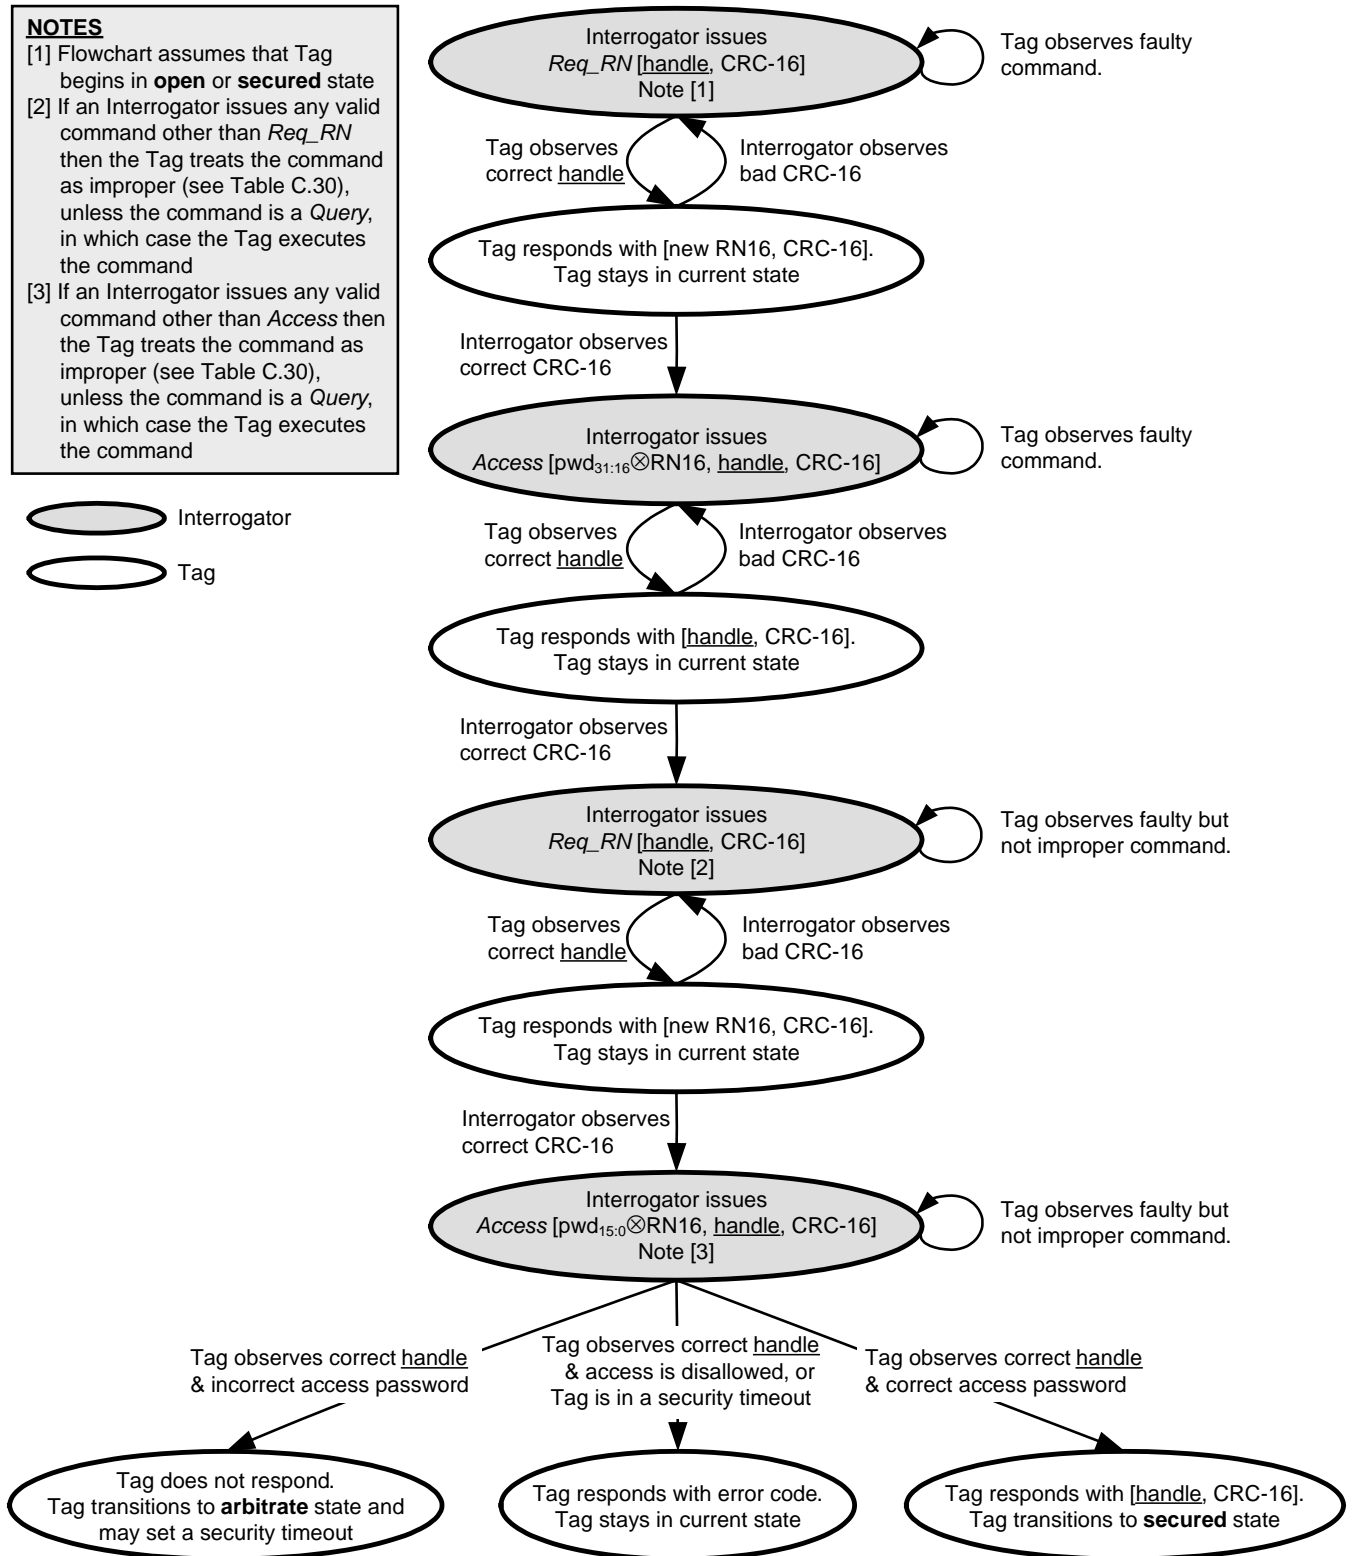 NOTES
[1] Flowchart assumes that Tag
begins in open or secured state
[2] If an Interrogator issues any valid
command other than Req_RN
then the Tag treats the command
as improper (see Table C.30),
unless the command is a Query,
in which case the Tag executes
the command
[3] If an Interrogator issues any valid
command other than Access then
the Tag treats the command as
improper (see Table C.30),
unless the command is a Query,
in which case the Tag executes
the command
Interrogator
Tag
Interrogator issues
Req_RN [handle, CRC-16]
Note [1]
Tag observes faulty
command.
Tag observes
correct handle
Interrogator observes
bad CRC-16
Tag responds with [new RN16, CRC-16].
Tag stays in current state
Interrogator observes
correct CRC-16
Interrogator issues
Access [pwd31:16⊗RN16, handle, CRC-16]
Tag observes faulty
command.
Tag observes
correct handle
Interrogator observes
bad CRC-16
Tag responds with [handle, CRC-16].
Tag stays in current state
Interrogator observes
correct CRC-16
Interrogator issues
Req_RN [handle, CRC-16]
Note [2]
Tag observes faulty but
not improper command.
Tag observes
correct handle
Interrogator observes
bad CRC-16
Tag responds with [new RN16, CRC-16].
Tag stays in current state
Interrogator observes
correct CRC-16
Interrogator issues
Access [pwd15:0⊗RN16, handle, CRC-16]
Note [3]
Tag observes faulty but
not improper command.
Tag observes correct handle
& incorrect access password
Tag observes correct handle
& access is disallowed, or
Tag is in a security timeout
Tag observes correct handle
& correct access password
Tag does not respond.
Tag transitions to arbitrate state and
may set a security timeout
Tag responds with error code.
Tag stays in current state
Tag responds with [handle, CRC-16].
Tag transitions to secured state